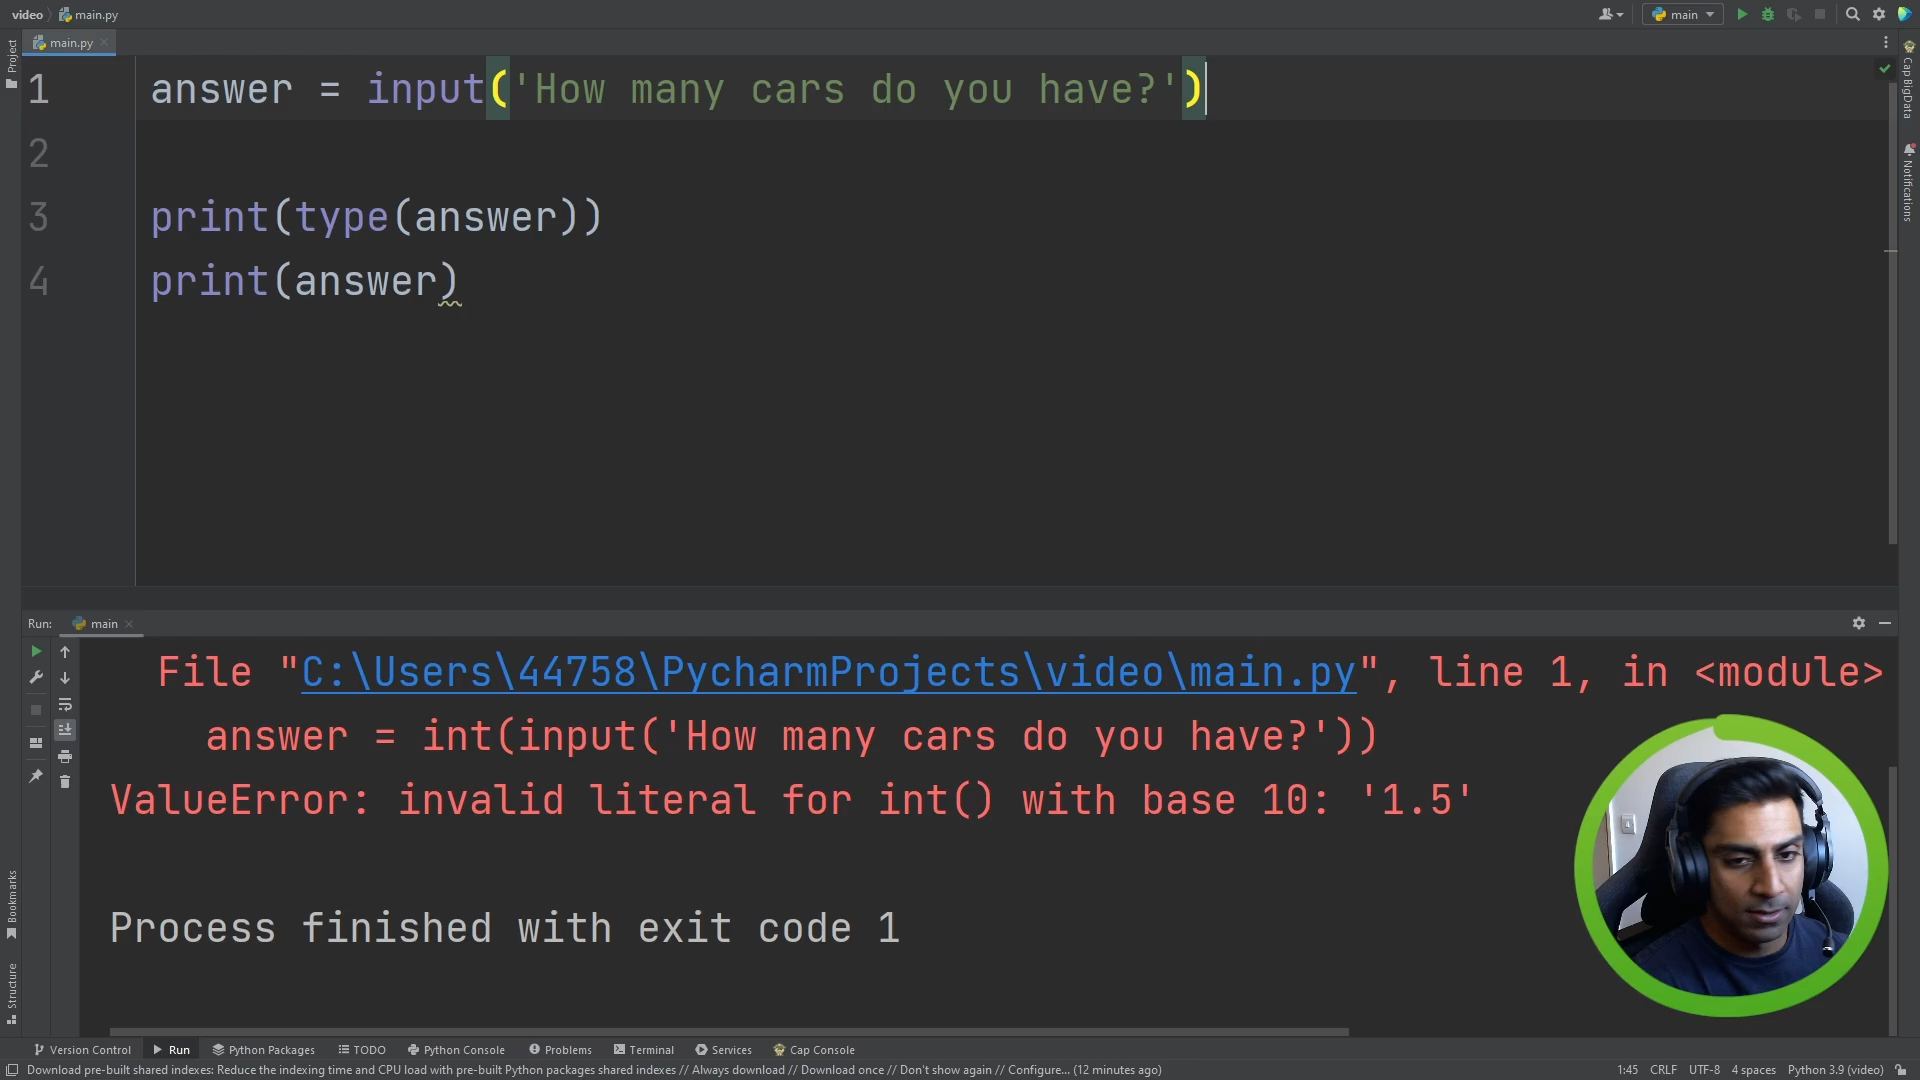 video main.py
main
main.py
Project
1 answer = input('How many cars do you have?')
2
3 print(type(answer))
4 print(answer)
Cap BigData
Notifications
Run: main
File "C:\Users\44758\PycharmProjects\video\main.py", line 1, in <module>
answer = int(input('How many cars do you have?'))
ValueError: invalid literal for int() with base 10: '1.5'
Process finished with exit code 1
Bookmarks
Structure
Version Control Run Python Packages TODO Python Console Problems Terminal Services Cap Console
Download pre-built shared indexes: Reduce the indexing time and CPU load with pre-built Python packages shared indexes // Always download // Download once // Don't show again // Configure... (12 minutes ago) 1:45 CRLF UTF-8 4 spaces Python 3.9 (video)